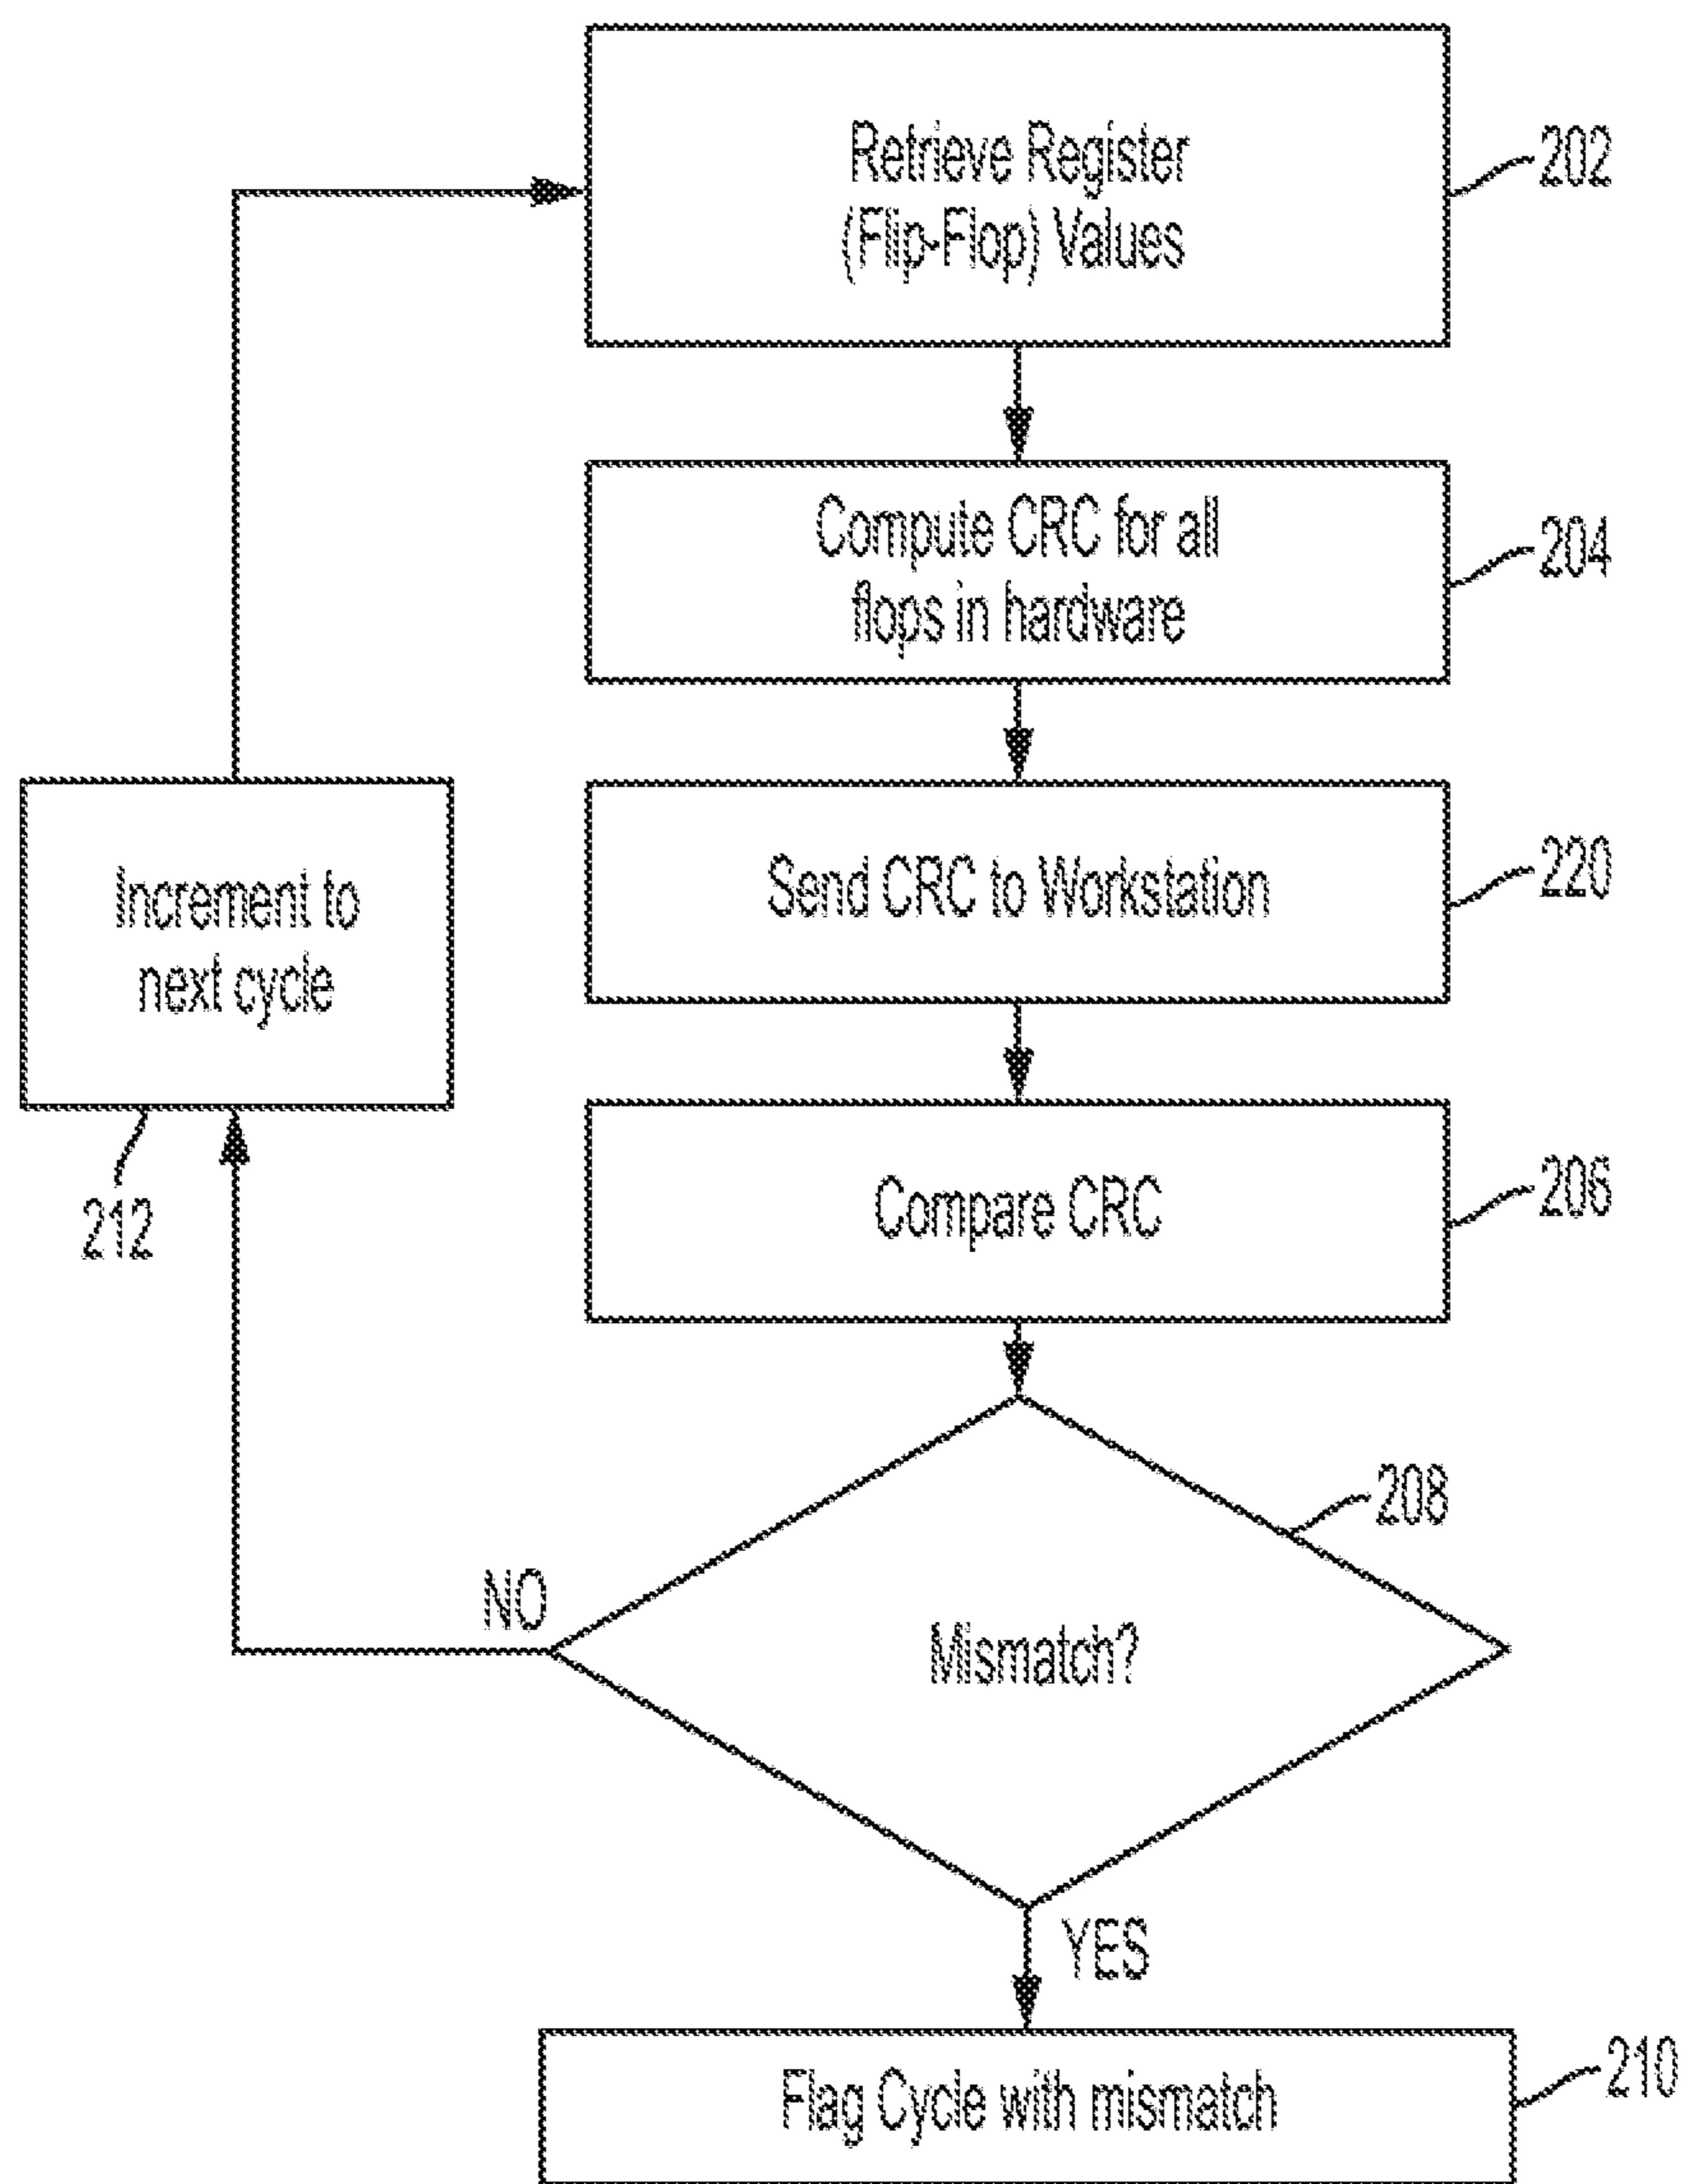 Retrieve Register
(Flip-Flop) Values
202
Compute CRC for all
flops in hardware
204
Send CRC to Workstation
220
Increment to
next cycle
212
Compare CRC
206
208
NO
Mismatch?
YES
Flag Cycle with mismatch
210